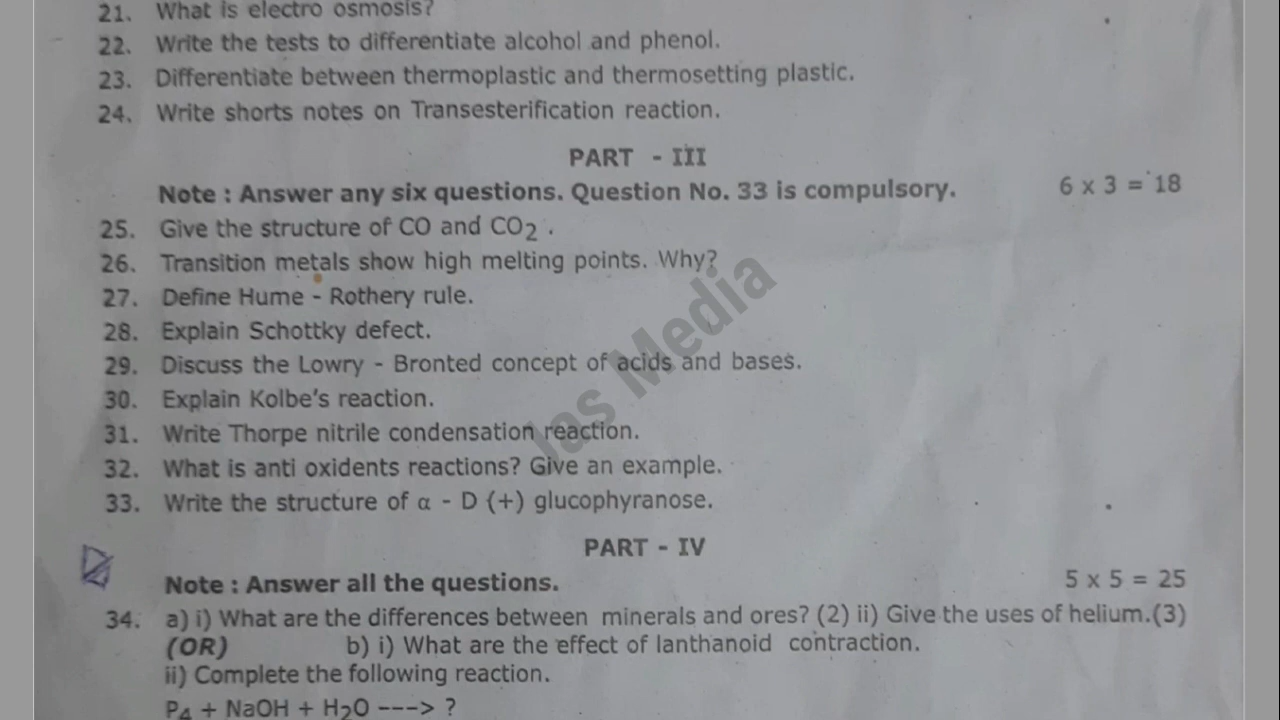 21. What is electro osmosis?
22. Write the tests to differentiate alcohol and phenol.
23. Differentiate between thermoplastic and thermosetting plastic.
24. Write shorts notes on Transesterification reaction.
PART - III
Note : Answer any six questions. Question No. 33 is compulsory. 6 x 3 = 18
25. Give the structure of CO and CO2 .
26. Transition metals show high melting points. Why?
27. Define Hume - Rothery rule.
28. Explain Schottky defect.
29. Discuss the Lowry - Bronted concept of acids and bases.
30. Explain Kolbe's reaction.
31. Write Thorpe nitrile condensation reaction.
32. What is anti oxidents reactions? Give an example.
33. Write the structure of α - D (+) glucophyranose.
PART - IV
Note : Answer all the questions. 5 x 5 = 25
34. a) i) What are the differences between minerals and ores? (2) ii) Give the uses of helium.(3)
(OR) b) i) What are the effect of lanthanoid contraction.
ii) Complete the following reaction.
P4 + NaOH + H2O ---> ?
Ias Media